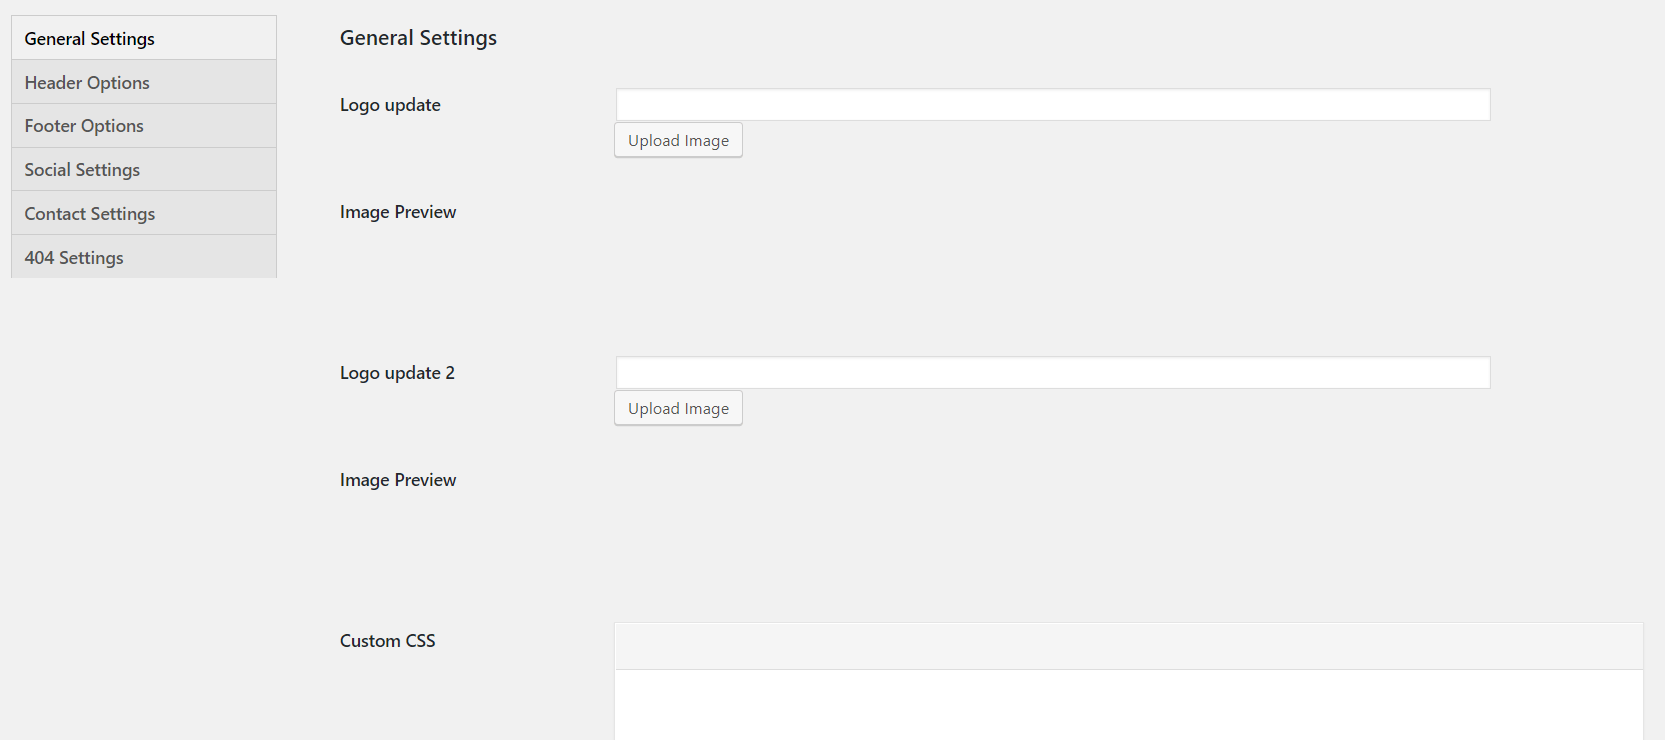 General Settings
Header Options
Footer Options
Social Settings
Contact Settings
404 Settings
General Settings
Logo update
Upload Image
Image Preview
Logo update 2
Upload Image
Image Preview
Custom CSS